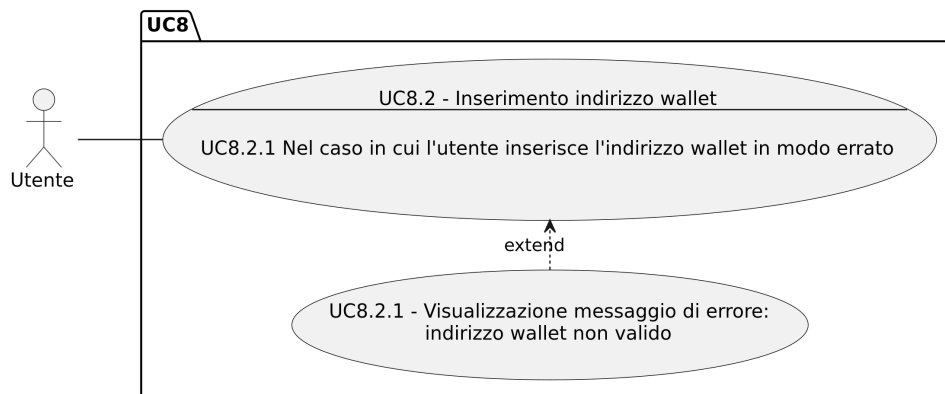 UC8
UC8.2 - Inserimento indirizzo wallet
UC8.2.1 Nel caso in cui l'utente inserisce l'indirizzo wallet in modo errato
Utente
extend
UC8.2.1 - Visualizzazione messaggio di errore:
indirizzo wallet non valido